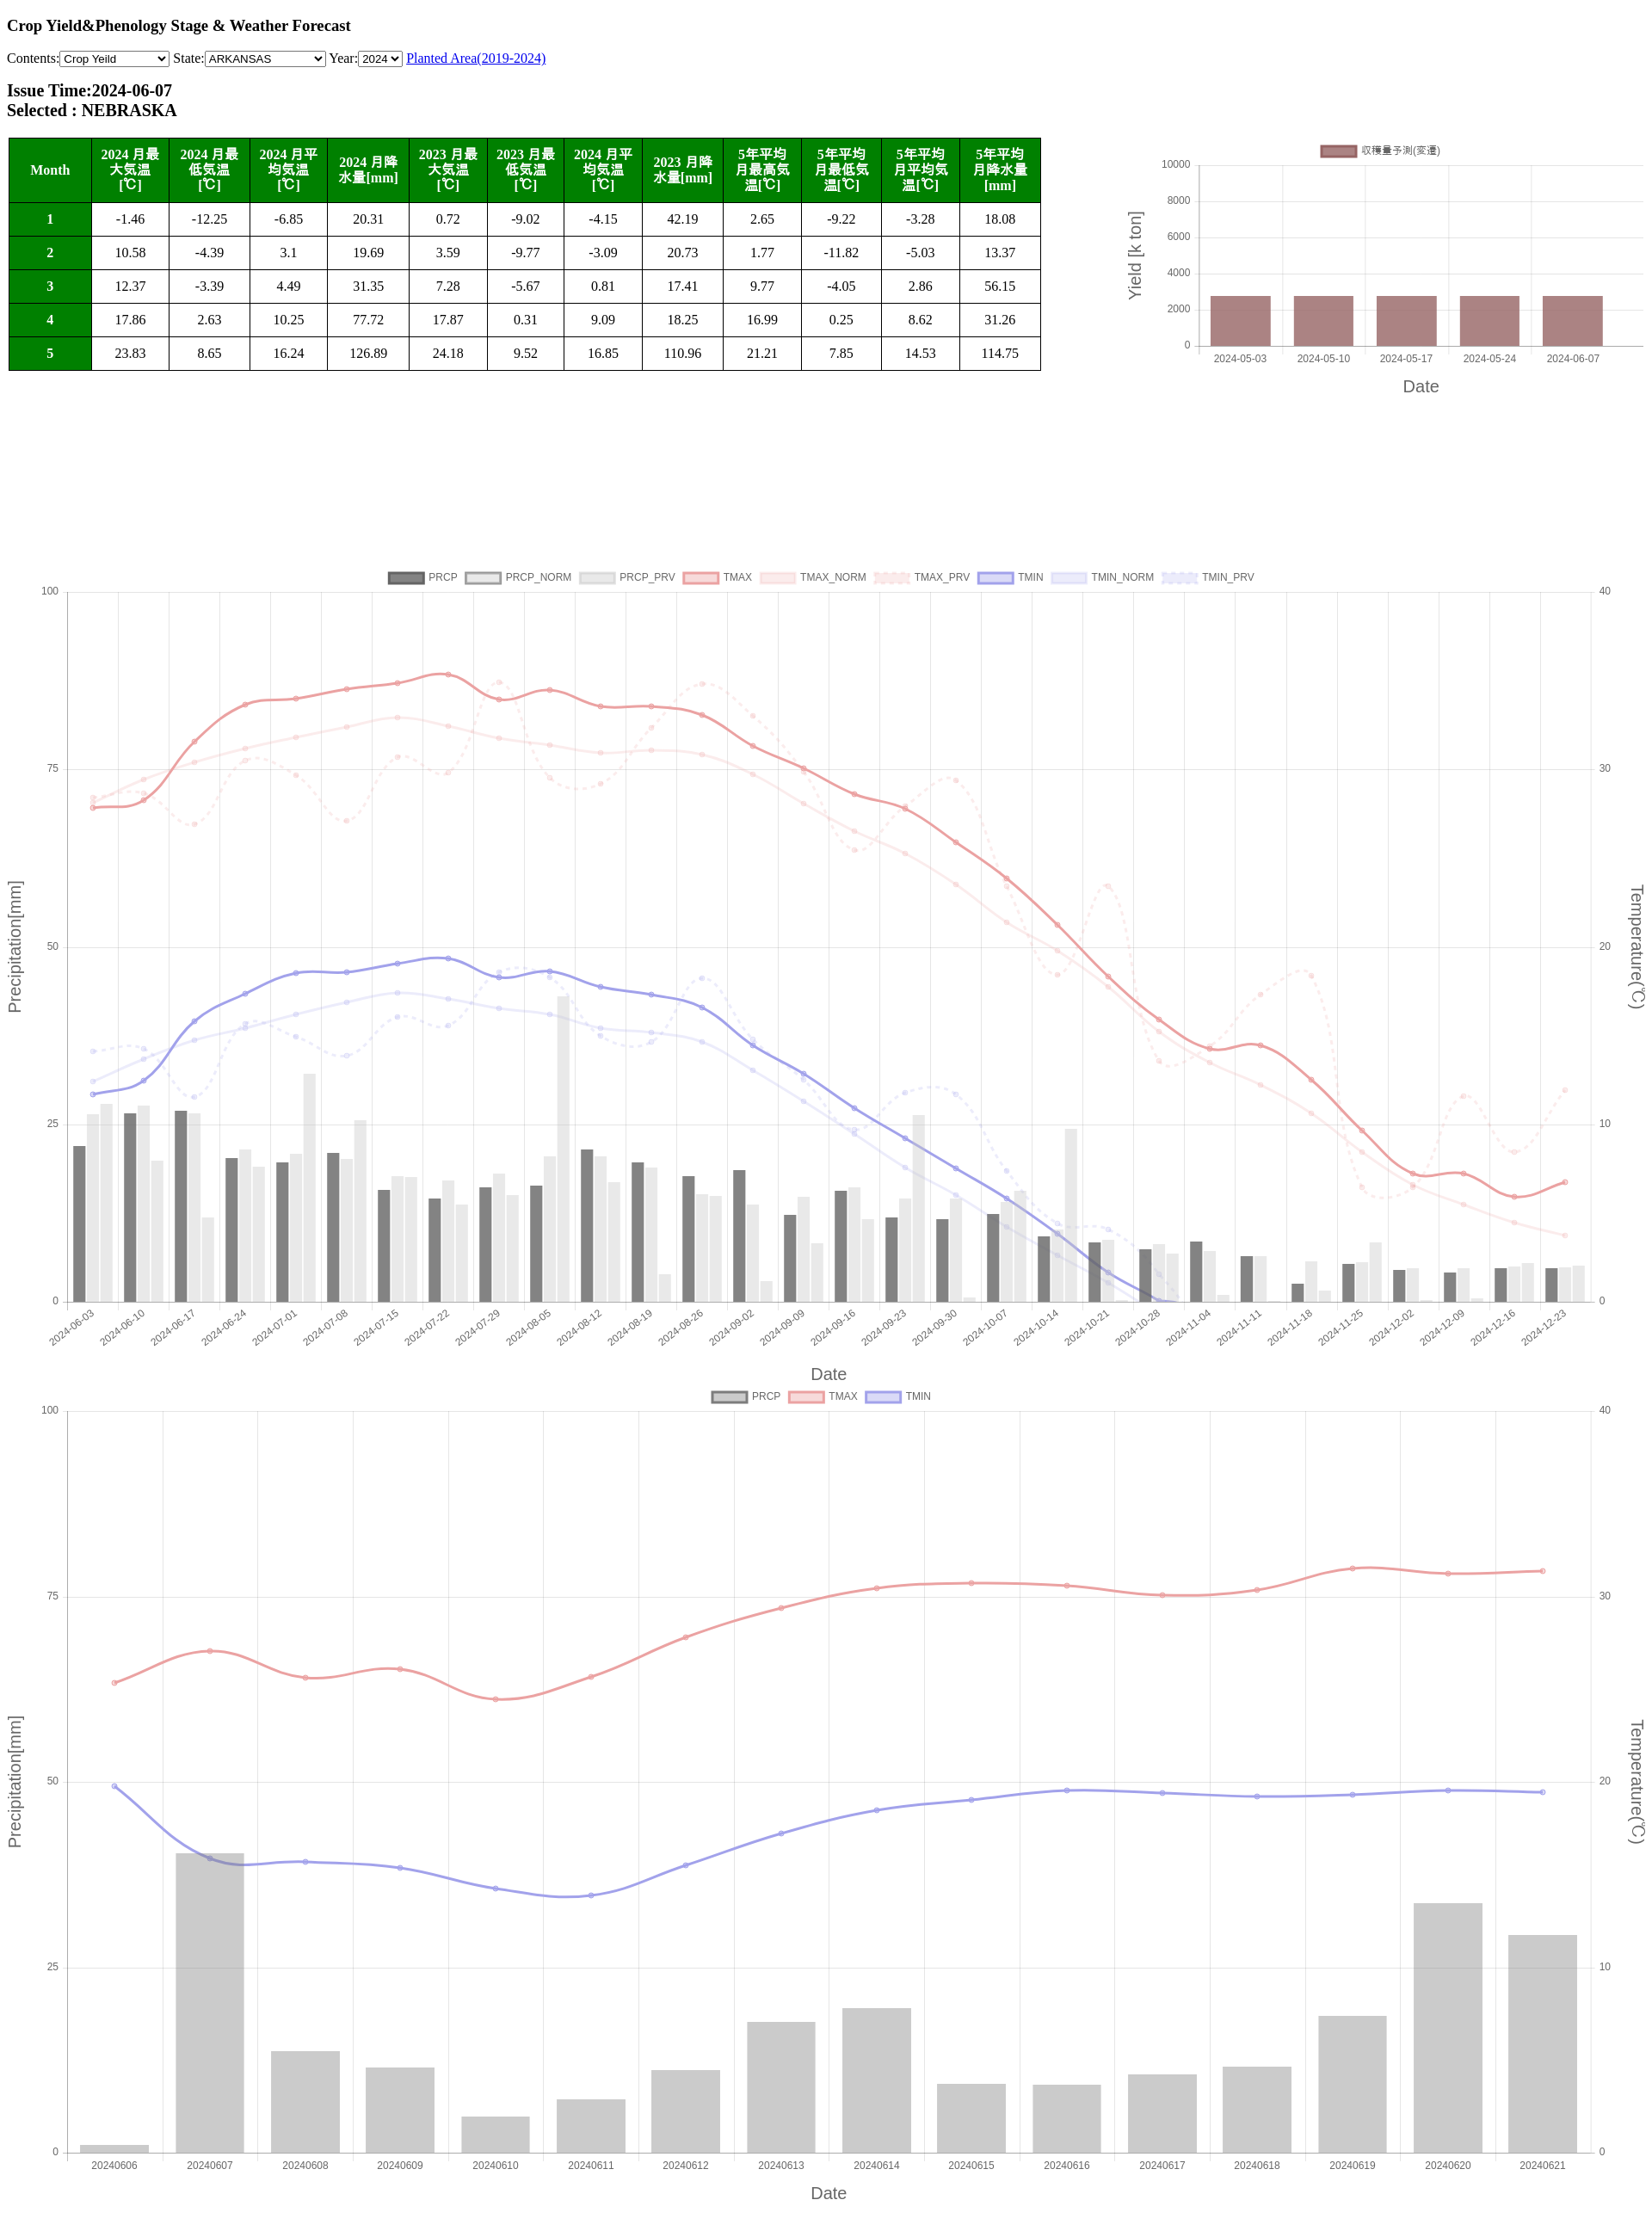 Crop Yield&Phenology Stage & Weather Forecast
Contents: Crop Yeild State: ARKANSAS Year: 2024 Planted Area(2019-2024)
Issue Time:2024-06-07
Selected : NEBRASKA
Month 2024 月最大気温[℃] 2024 月最低気温[℃] 2024 月平均気温[℃] 2024 月降水量[mm] 2023 月最大気温[℃] 2023 月最低気温[℃] 2024 月平均気温[℃] 2023 月降水量[mm] 5年平均月最高気温[℃] 5年平均月最低気温[℃] 5年平均月平均気温[℃] 5年平均月降水量[mm]
1 -1.46 -12.25 -6.85 20.31 0.72 -9.02 -4.15 42.19 2.65 -9.22 -3.28 18.08
2 10.58 -4.39 3.1 19.69 3.59 -9.77 -3.09 20.73 1.77 -11.82 -5.03 13.37
3 12.37 -3.39 4.49 31.35 7.28 -5.67 0.81 17.41 9.77 -4.05 2.86 56.15
4 17.86 2.63 10.25 77.72 17.87 0.31 9.09 18.25 16.99 0.25 8.62 31.26
5 23.83 8.65 16.24 126.89 24.18 9.52 16.85 110.96 21.21 7.85 14.53 114.75
収穫量予測(変遷)
Yield [k ton]
10000
8000
6000
4000
2000
0
2024-05-03 2024-05-10 2024-05-17 2024-05-24 2024-06-07
Date
PRCP PRCP_NORM PRCP_PRV TMAX TMAX_NORM TMAX_PRV TMIN TMIN_NORM TMIN_PRV
Precipitation[mm]
100
75
50
25
0
40
30
20
10
0
Temperature(℃)
2024-06-03 2024-06-10 2024-06-17 2024-06-24 2024-07-01 2024-07-08 2024-07-15 2024-07-22 2024-07-29 2024-08-05 2024-08-12 2024-08-19 2024-08-26 2024-09-02 2024-09-09 2024-09-16 2024-09-23 2024-09-30 2024-10-07 2024-10-14 2024-10-21 2024-10-28 2024-11-04 2024-11-11 2024-11-18 2024-11-25 2024-12-02 2024-12-09 2024-12-16 2024-12-23
Date
PRCP TMAX TMIN
Precipitation[mm]
100
75
50
25
0
40
30
20
10
0
Temperature(℃)
20240606 20240607 20240608 20240609 20240610 20240611 20240612 20240613 20240614 20240615 20240616 20240617 20240618 20240619 20240620 20240621
Date